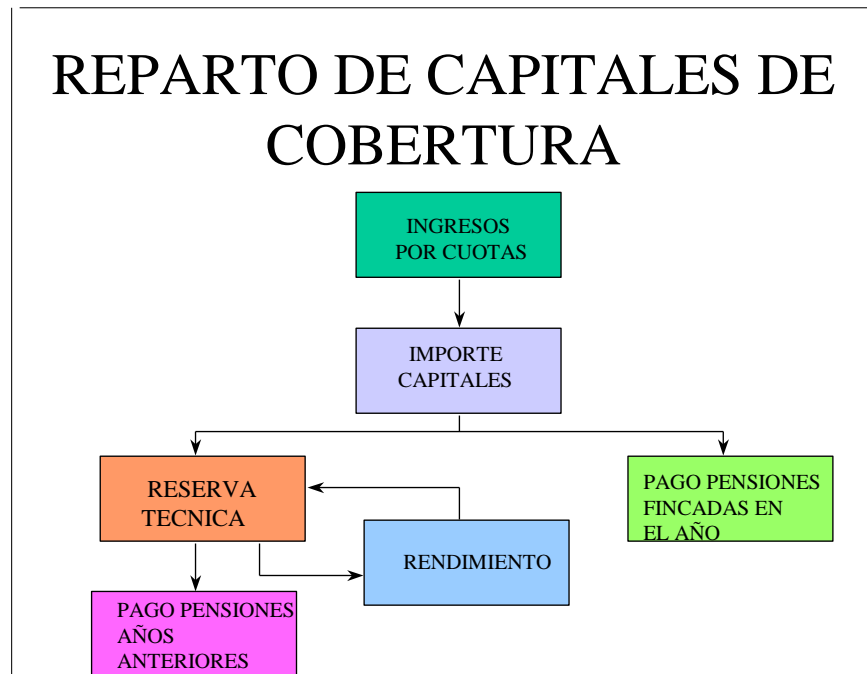 REPARTO DE CAPITALES DE
COBERTURA
INGRESOS
POR CUOTAS
IMPORTE
CAPITALES
RESERVA
TECNICA
PAGO PENSIONES
FINCADAS EN
EL AÑO
RENDIMIENTO
PAGO PENSIONES
AÑOS
ANTERIORES